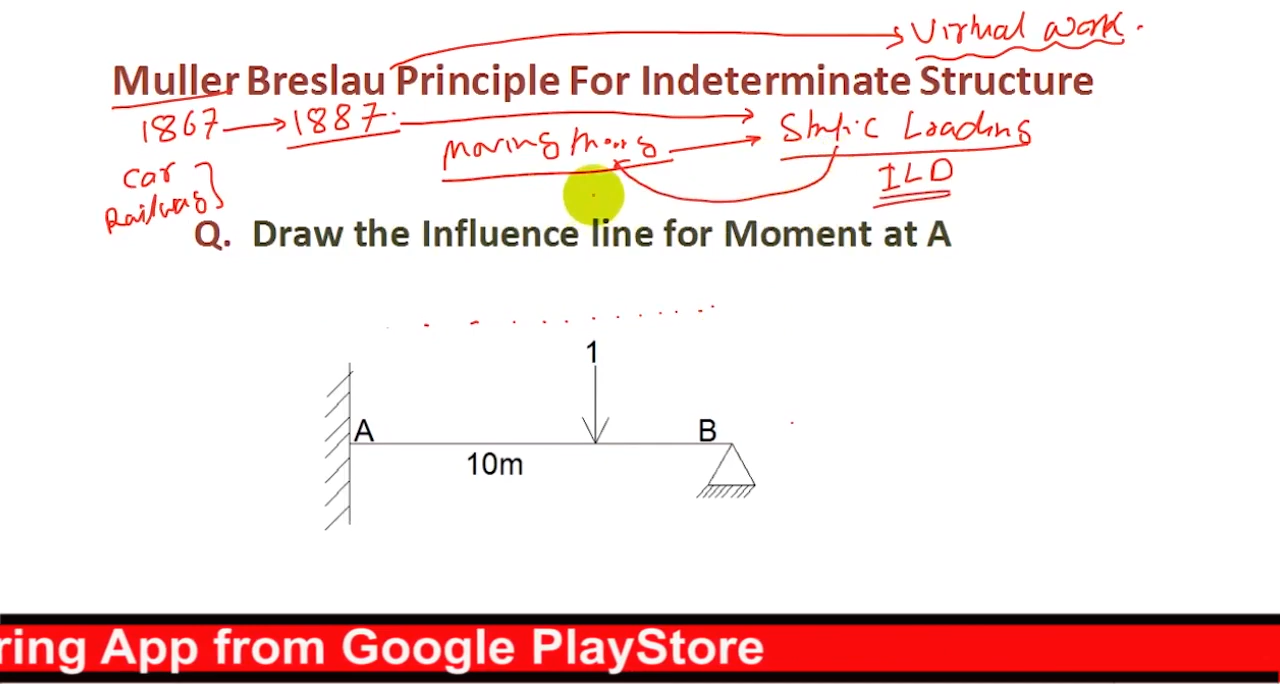 Virtual work.
Muller Breslau Principle For Indeterminate Structure
1867 → 1887.
Static Loading
Moving
ILD
Car
Railway
Q. Draw the Influence line for Moment at A
1
A
B
10m
ring App from Google PlayStore